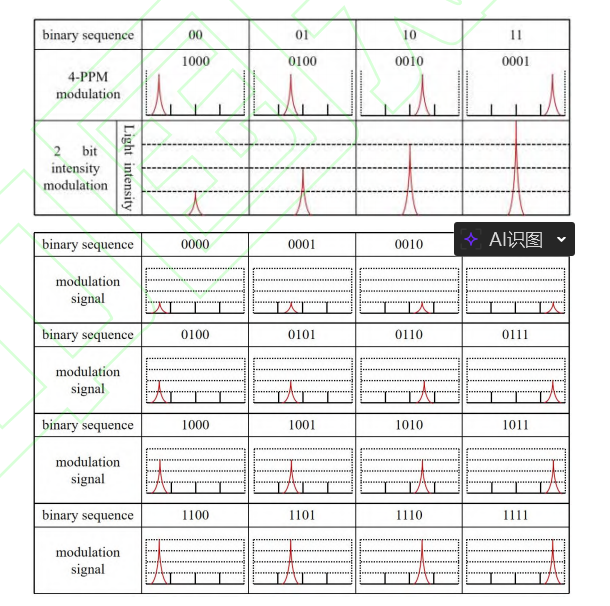 binary sequence 00 01 10 11
4-PPM modulation 1000 0100 0010 0001
2 bit intensity modulation Light intensity
binary sequence 0000 0001 0010
AI识图
modulation signal
binary sequence 0100 0101 0110 0111
modulation signal
binary sequence 1000 1001 1010 1011
modulation signal
binary sequence 1100 1101 1110 1111
modulation signal